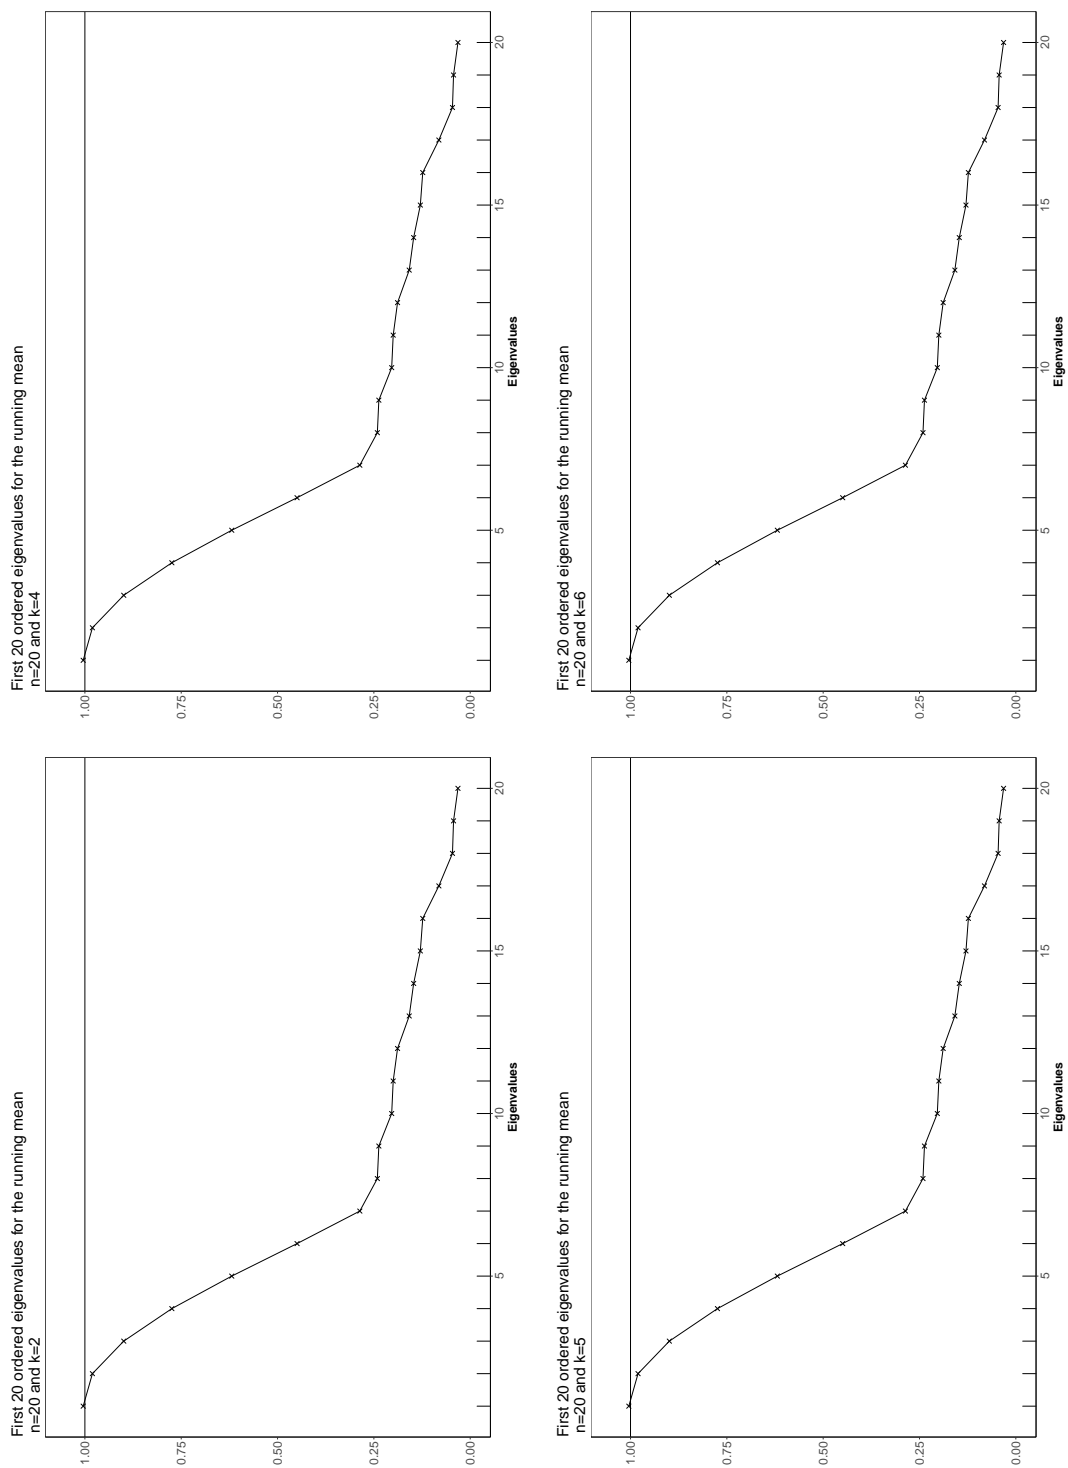 First 20 ordered eigenvalues for the running mean
n=20 and k=2
1.00
0.75
0.50
0.25
0.00
5 10 15 20
Eigenvalues
First 20 ordered eigenvalues for the running mean
n=20 and k=4
1.00
0.75
0.50
0.25
0.00
5 10 15 20
Eigenvalues
First 20 ordered eigenvalues for the running mean
n=20 and k=5
1.00
0.75
0.50
0.25
0.00
5 10 15 20
Eigenvalues
First 20 ordered eigenvalues for the running mean
n=20 and k=6
1.00
0.75
0.50
0.25
0.00
5 10 15 20
Eigenvalues